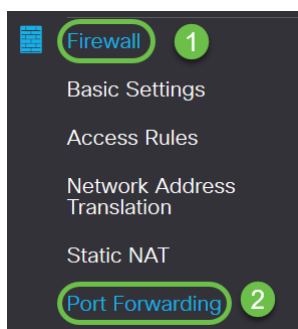 Firewall 1
Basic Settings
Access Rules
Network Address
Translation
Static NAT
Port Forwarding 2